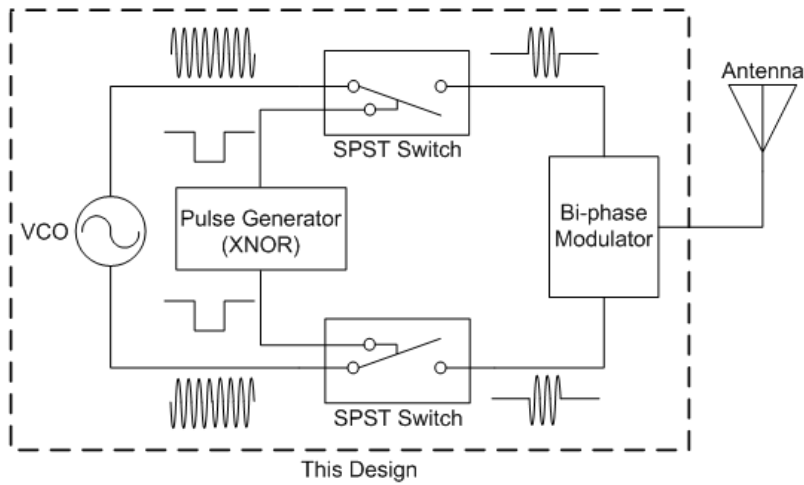 Antenna
SPST Switch
VCO
Pulse Generator
(XNOR)
Bi-phase
Modulator
SPST Switch
This Design